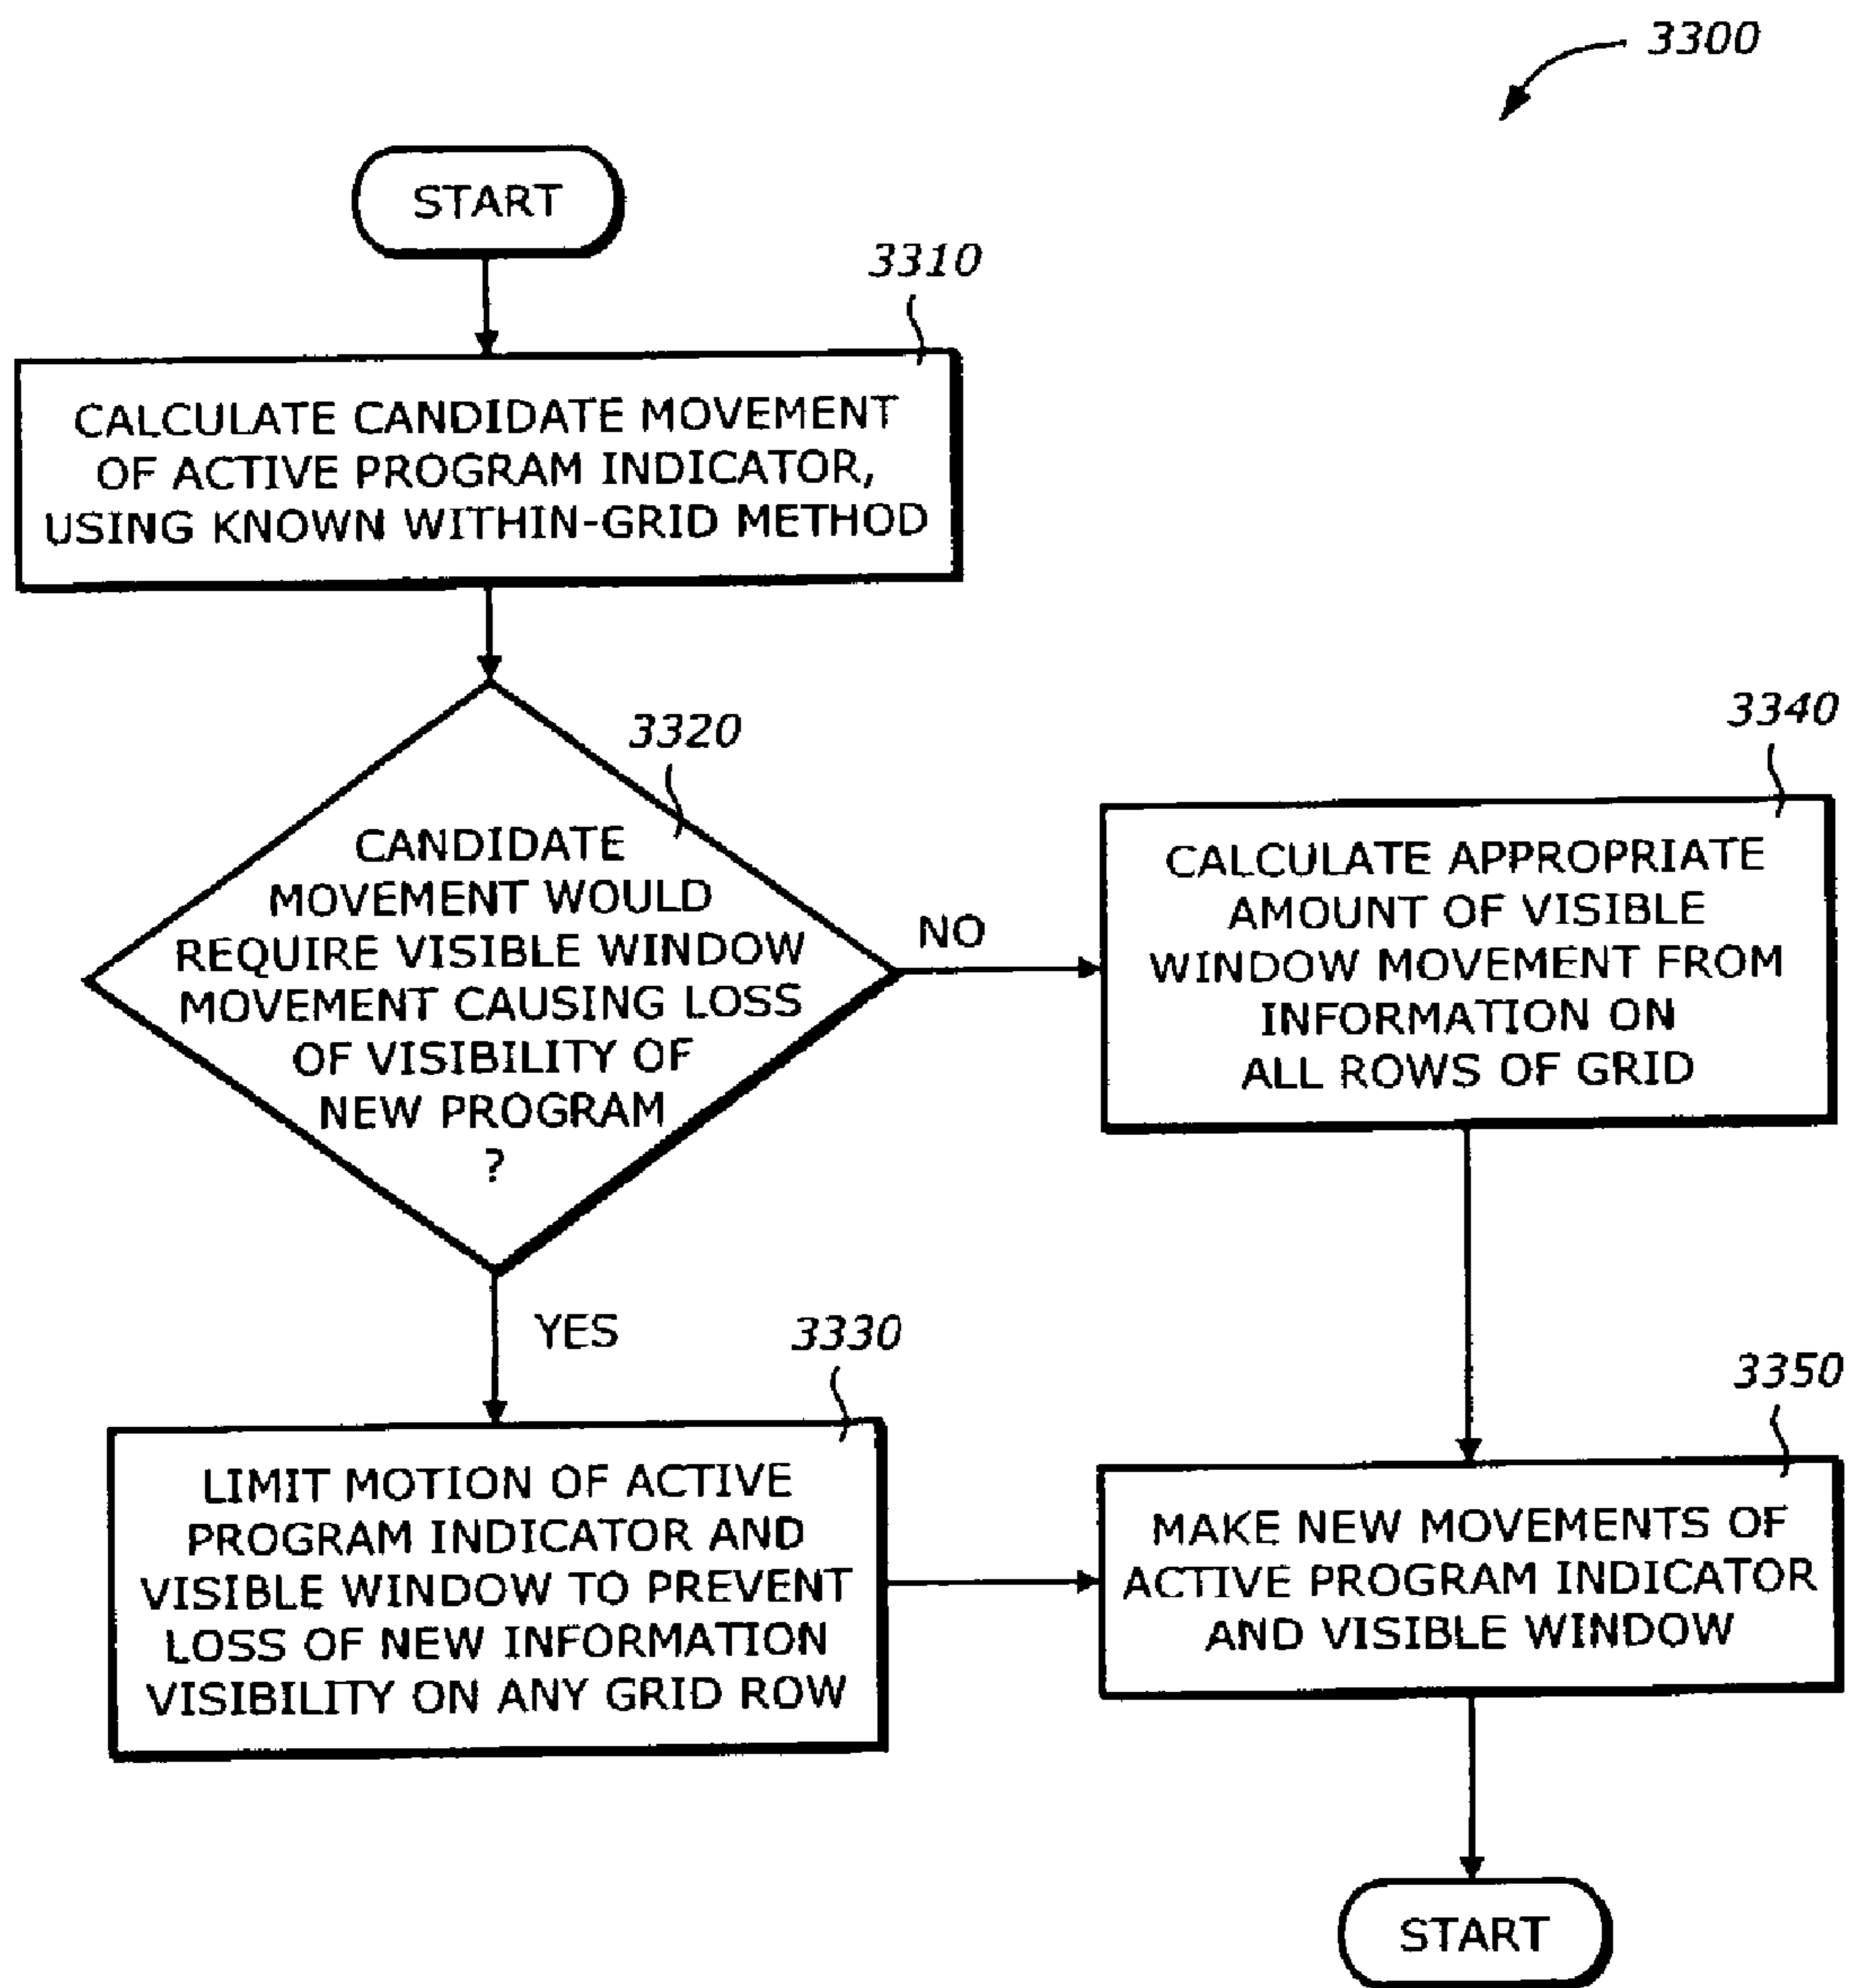 3300
START
3310
CALCULATE CANDIDATE MOVEMENT
OF ACTIVE PROGRAM INDICATOR,
USING KNOWN WITHIN-GRID METHOD
3320
CANDIDATE
MOVEMENT WOULD
REQUIRE VISIBLE WINDOW
MOVEMENT CAUSING LOSS
OF VISIBILITY OF
NEW PROGRAM
?
NO
3340
CALCULATE APPROPRIATE
AMOUNT OF VISIBLE
WINDOW MOVEMENT FROM
INFORMATION ON
ALL ROWS OF GRID
YES
3330
LIMIT MOTION OF ACTIVE
PROGRAM INDICATOR AND
VISIBLE WINDOW TO PREVENT
LOSS OF NEW INFORMATION
VISIBILITY ON ANY GRID ROW
3350
MAKE NEW MOVEMENTS OF
ACTIVE PROGRAM INDICATOR
AND VISIBLE WINDOW
START